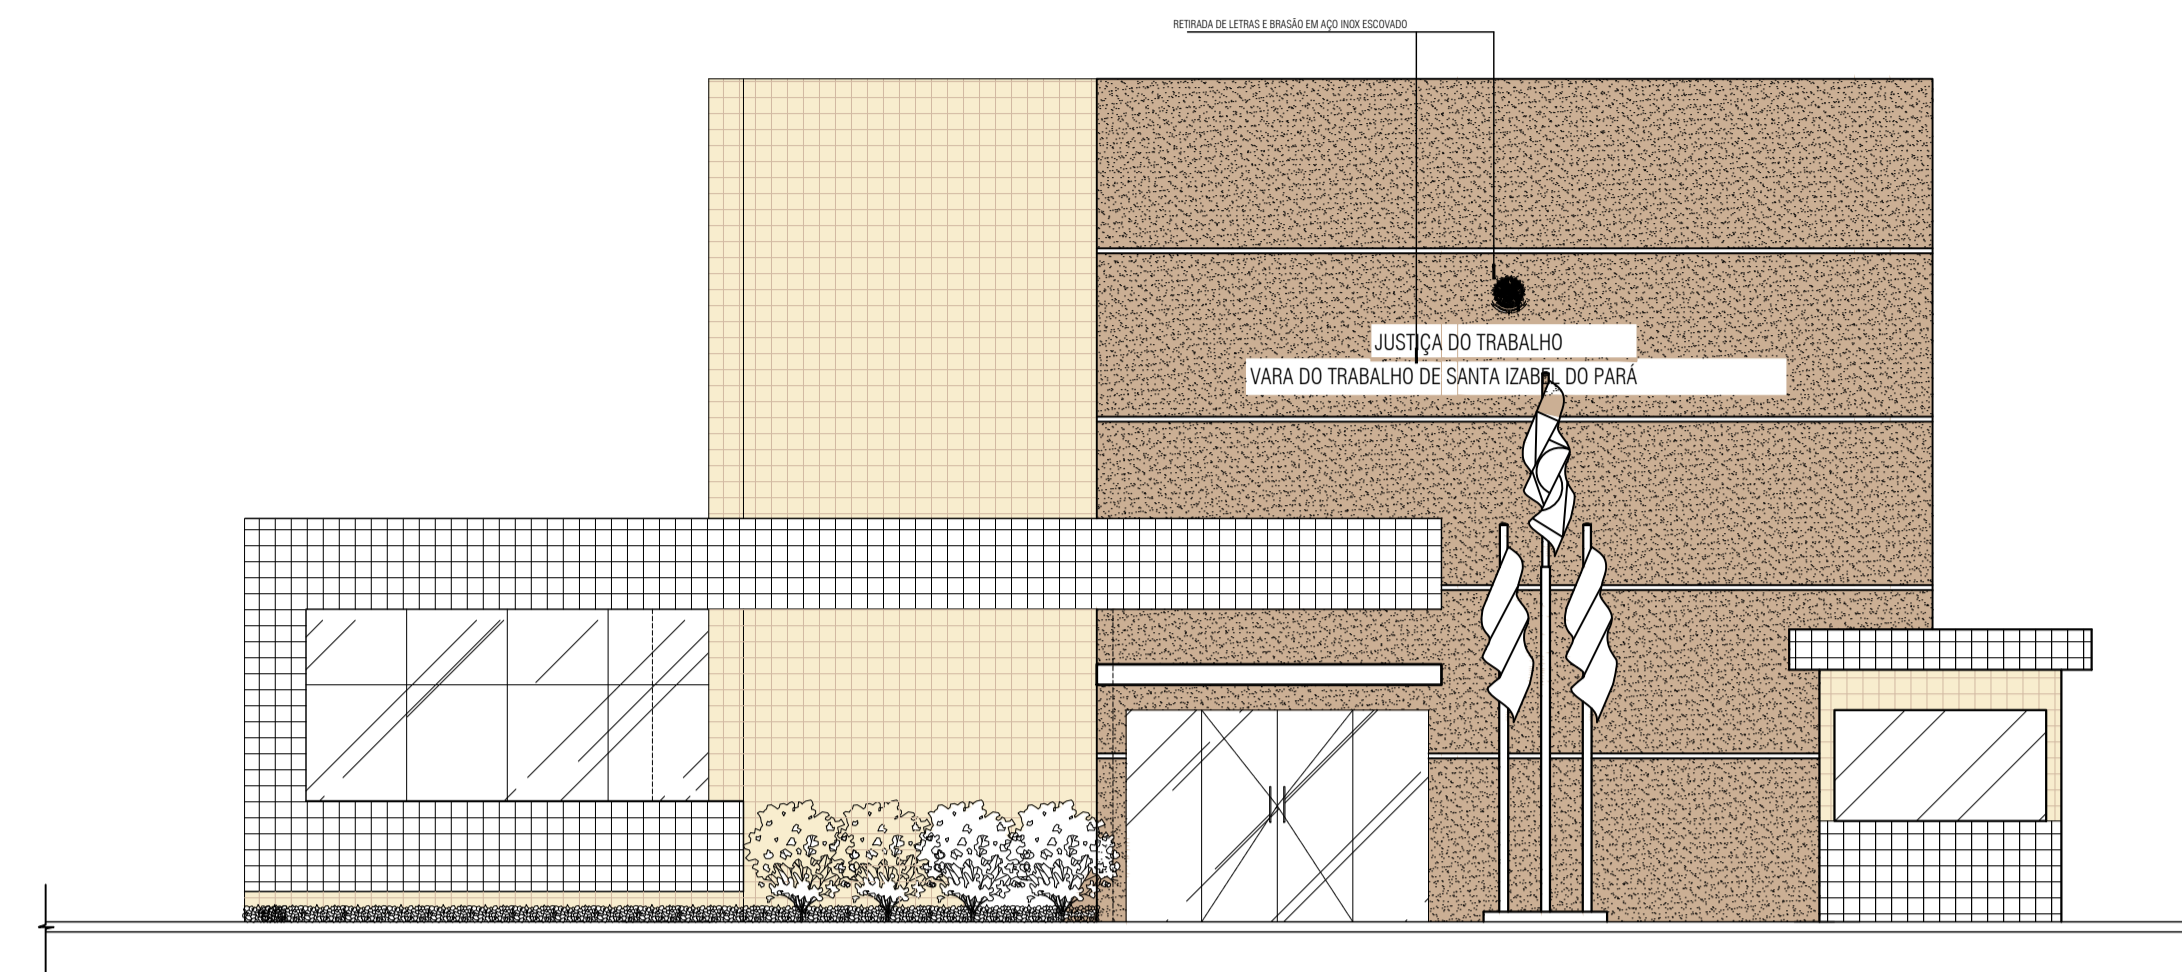 RETIRADA DE LETRAS E BRASÃO EM AÇO INOX ESCOVADO
JUSTIÇA DO TRABALHO
VARA DO TRABALHO DE SANTA IZABEL DO PARÁ